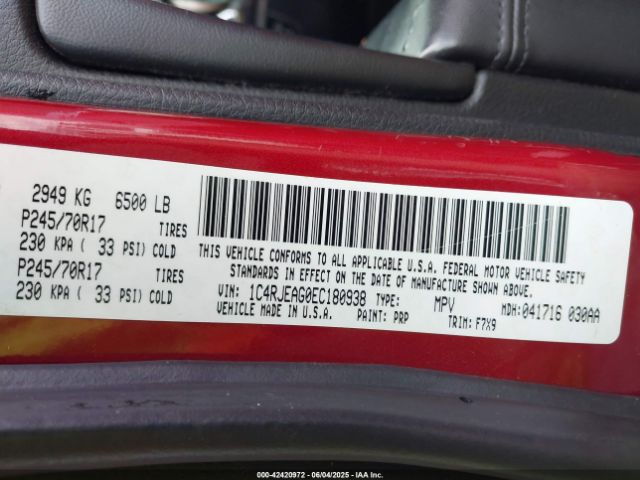 2949 KG 6500 LB
P245/70R17 TIRES
230 KPA ( 33 PSI) COLD
P245/70R17 TIRES
230 KPA ( 33 PSI) COLD
THIS VEHICLE CONFORMS TO ALL APPLICABLE U.S.A. FEDERAL MOTOR VEHICLE SAFETY
STANDARDS IN EFFECT ON THE DATE OF MANUFACTURE SHOWN ABOVE.
VIN: 1C4RJEAG0EC180938 TYPE: MPV MDH:041716 030AA
VEHICLE MADE IN U.S.A. PAINT: PRP TRIM: F7X9
00-42420972 - 06/04/2025 - IAA Inc.